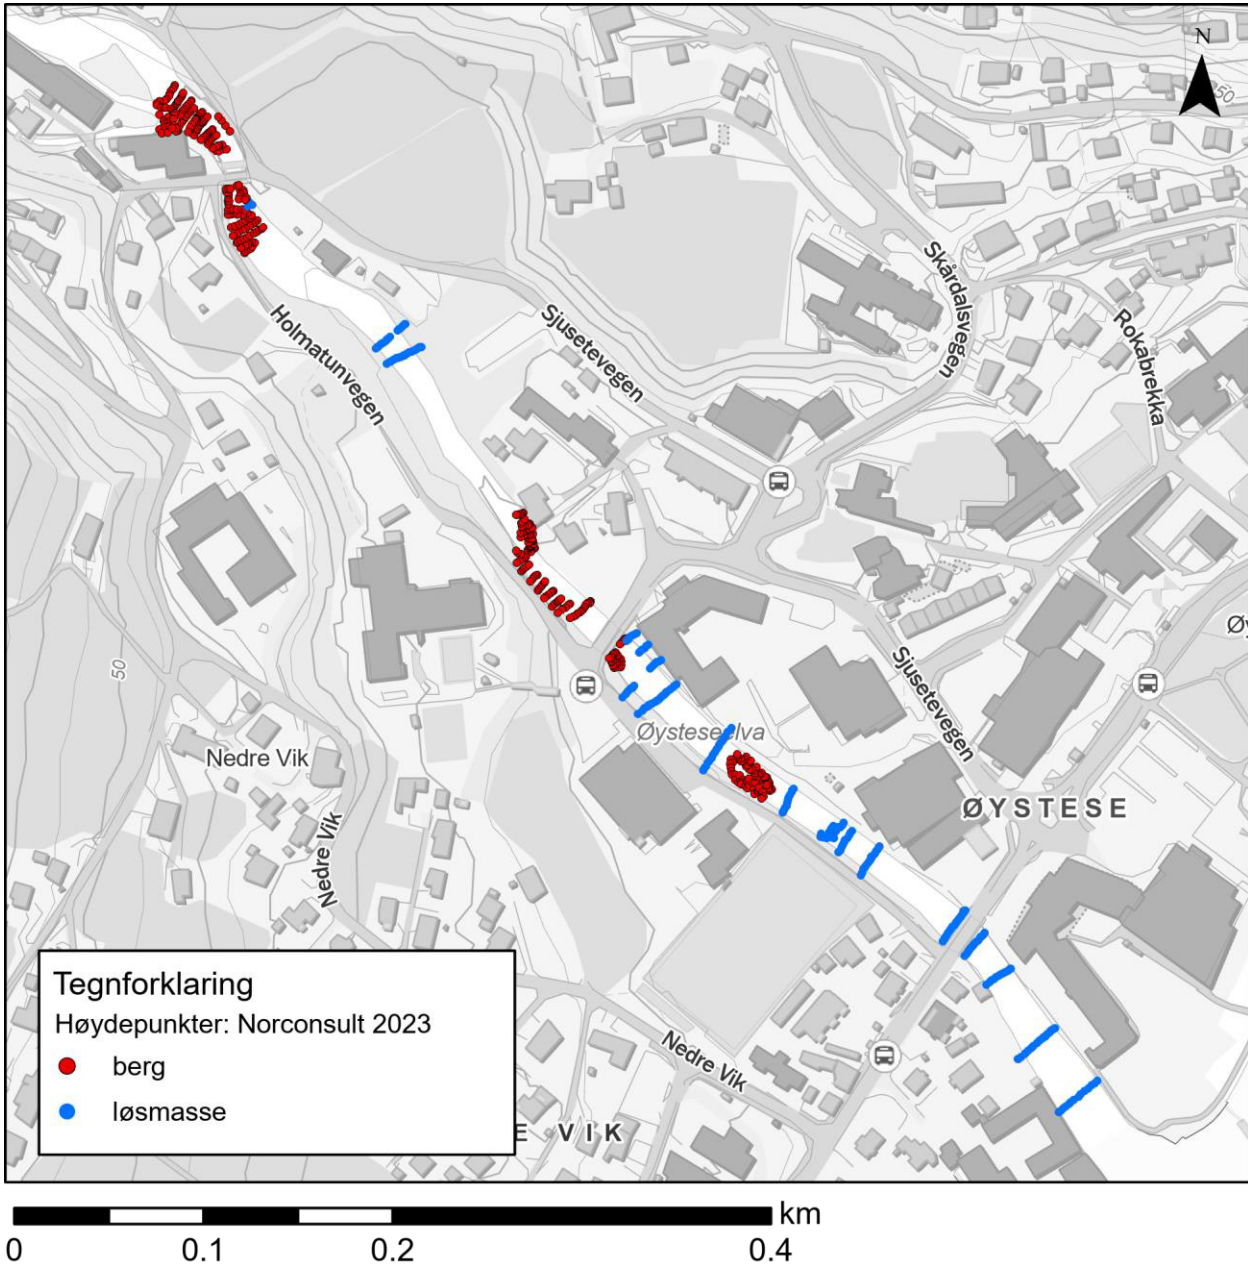 N
50
Skårdalsvegen
Rokabrekka
Sjusetevegen
Holmatunvegen
50
Øy
Sjusetevegen
Øysteseelva
Nedre Vik
ØYSTESE
Nedre Vik
Nedre Vik
E VIK
Tegnforklaring
Høydepunkter: Norconsult 2023
berg
løsmasse
km
0 0.1 0.2 0.4